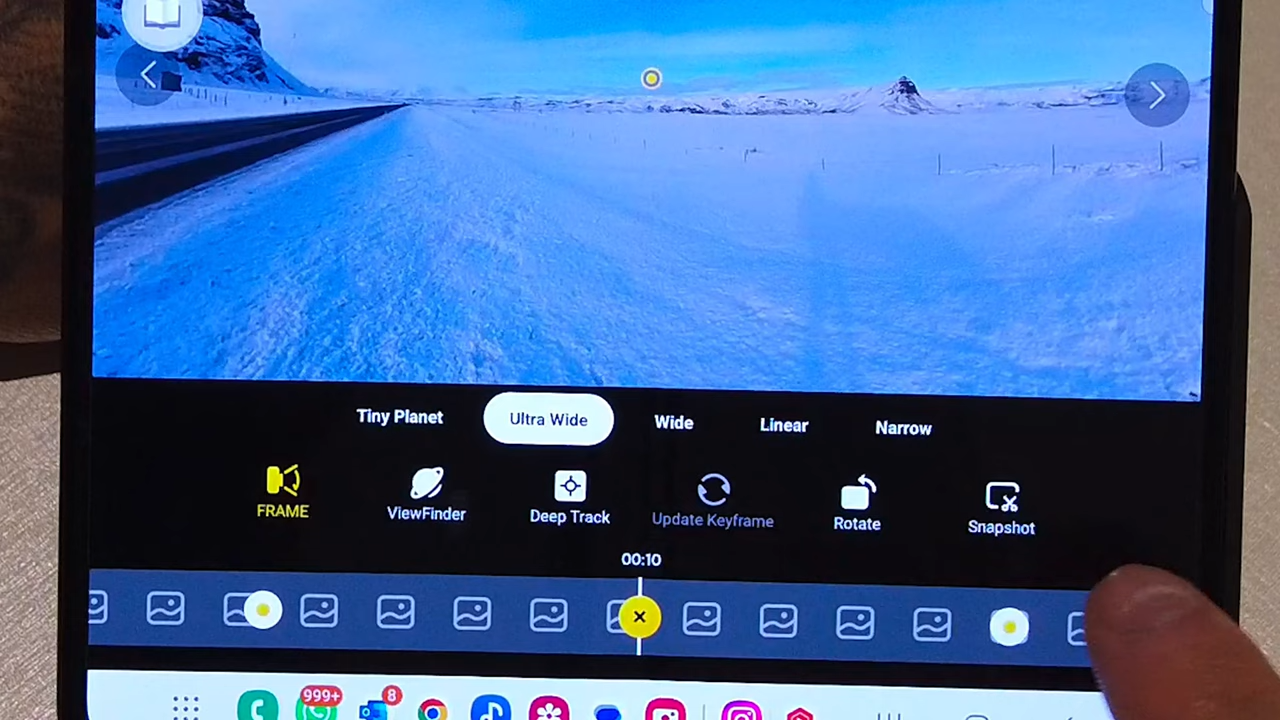 Tiny Planet
Ultra Wide
Wide
Linear
Narrow
FRAME
ViewFinder
Deep Track
Update Keyframe
Rotate
Snapshot
00:10
999+
8